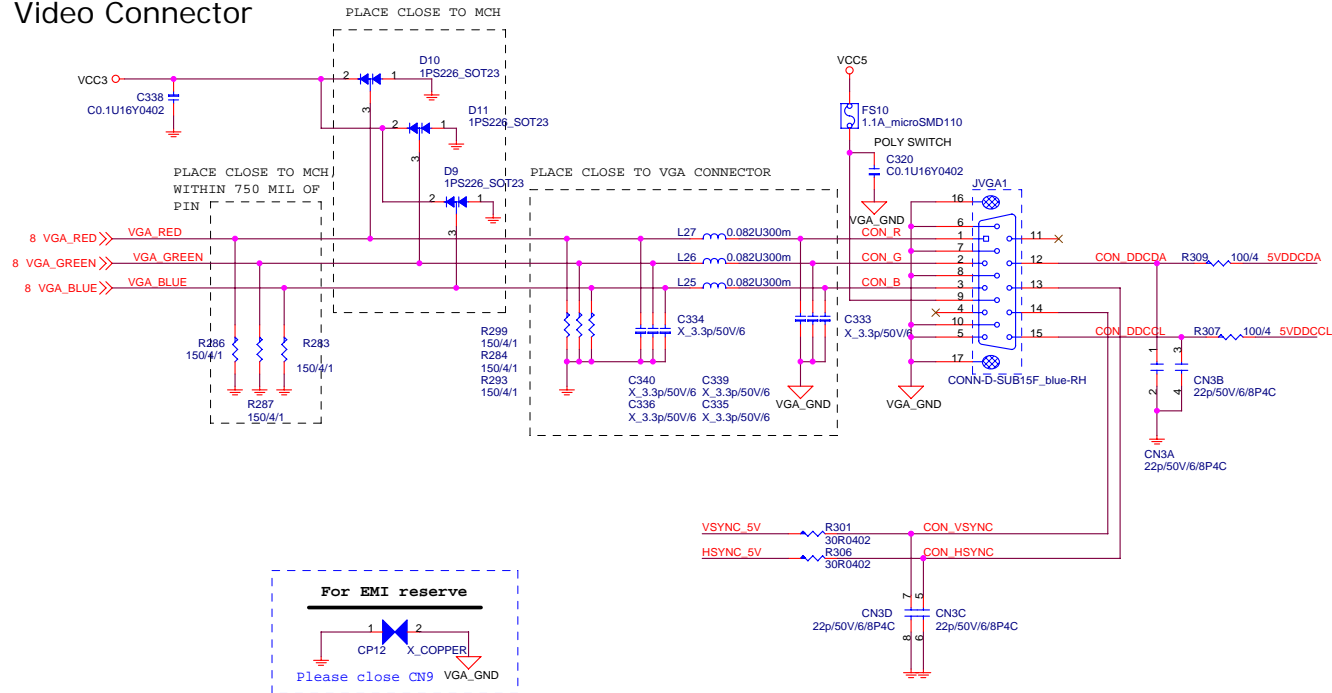 Video Connector
PLACE CLOSE TO MCH
D10
1PS226_SOT23
2
1
3
VCC3
C338
C0.1U16Y0402
D11
1PS226_SOT23
2
1
3
D9
1PS226_SOT23
2
1
3
PLACE CLOSE TO MCH
WITHIN 750 MIL OF
PIN
PLACE CLOSE TO VGA CONNECTOR
VCC5
FS10
1.1A_microSMD110
POLY SWITCH
C320
C0.1U16Y0402
VGA_GND
JVGA1
16
6
1
7
2
8
3
9
4
10
5
17
11
12
13
14
15
CONN-D-SUB15F_blue-RH
8 VGA_RED
VGA_RED
L27
0.082U300m
CON_R
8 VGA_GREEN
VGA_GREEN
L26
0.082U300m
CON_G
8 VGA_BLUE
VGA_BLUE
L25
0.082U300m
CON_B
CON_DDCDA
R309
100/4
5VDDCDA
CON_DDCCL
R307
100/4
5VDDCCL
R286
150/4/1
R283
150/4/1
R287
150/4/1
R299
150/4/1
R284
150/4/1
R293
150/4/1
C334
X_3.3p/50V/6
C340
X_3.3p/50V/6
C336
X_3.3p/50V/6
C339
X_3.3p/50V/6
C335
X_3.3p/50V/6
C333
X_3.3p/50V/6
VGA_GND
VGA_GND
1
2
3
4
CN3B
22p/50V/6/8P4C
CN3A
22p/50V/6/8P4C
VSYNC_5V
R301
30R0402
CON_VSYNC
HSYNC_5V
R306
30R0402
CON_HSYNC
7
5
8
6
CN3D
22p/50V/6/8P4C
CN3C
22p/50V/6/8P4C
For EMI reserve
1
2
CP12
X_COPPER
Please close CN9
VGA_GND